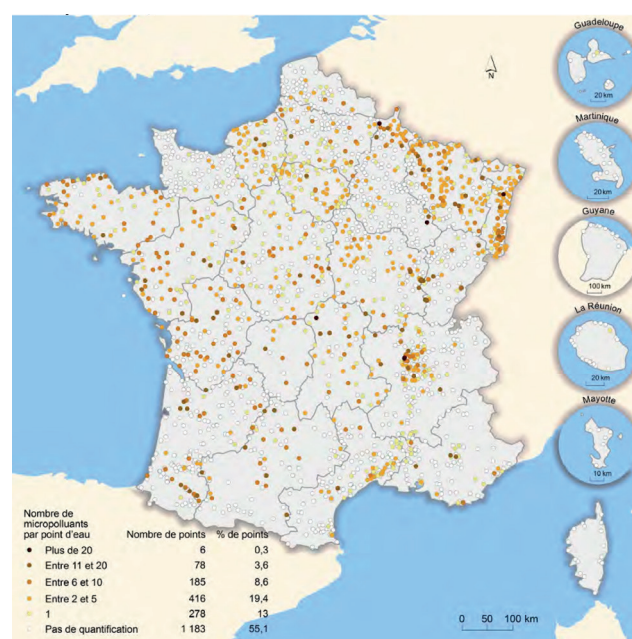 Guadeloupe
20 km
N
Martinique
20 km
Guyane
100 km
La Réunion
20 km
Mayotte
10 km
Nombre de
micropolluants
par point d'eau Nombre de points % de points
Plus de 20 6 0,3
Entre 11 et 20 78 3,6
Entre 6 et 10 185 8,6
Entre 2 et 5 416 19,4
1 278 13
Pas de quantification 1 183 55,1
0 50 100 km